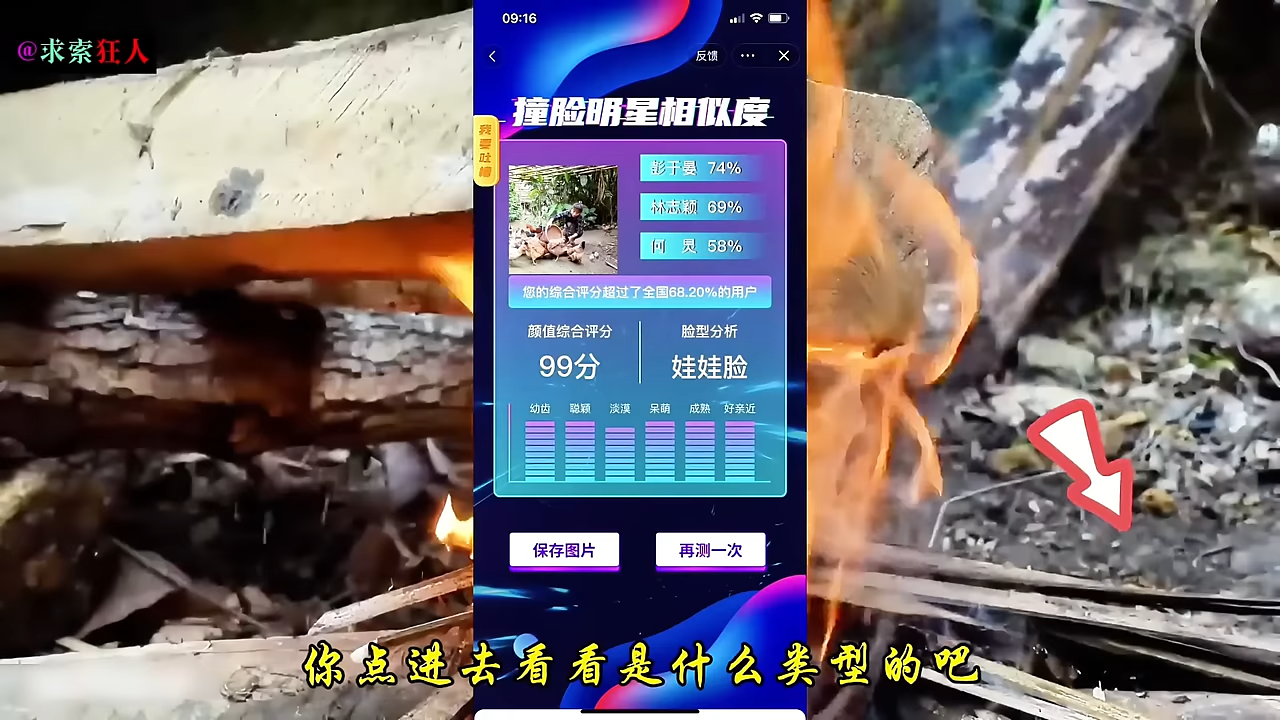 @求索狂人
09:16
反馈
撞脸明星相似度
我要吐槽
彭于晏 74%
林志颖 69%
何 炅 58%
您的综合评分超过了全国68.20%的用户
颜值综合评分
99分
脸型分析
娃娃脸
幼齿 聪颖 淡漠 呆萌 成熟 好亲近
保存图片
再测一次
你点进去看看是什么类型的吧